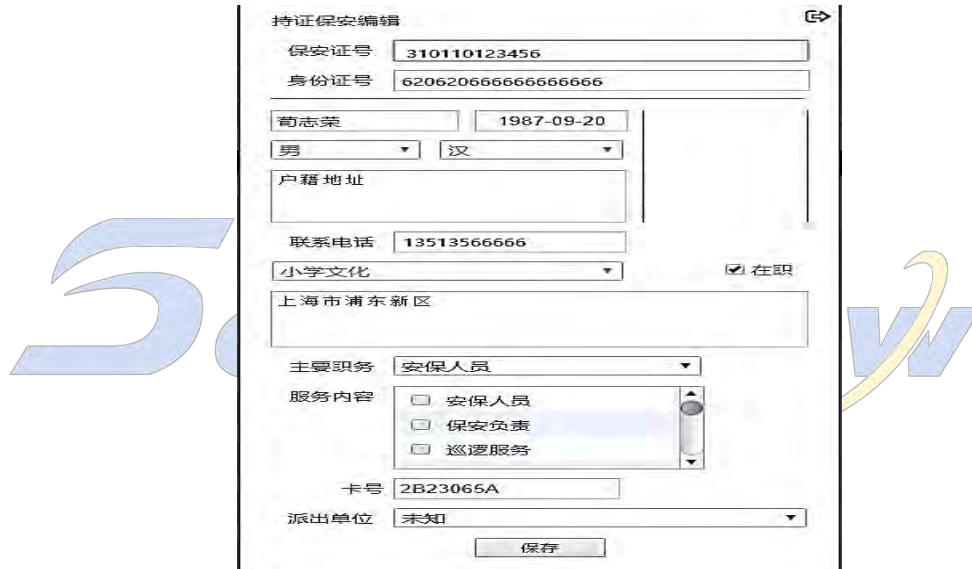 持证保安编辑
保安证号 310110123456
身份证号 620620666666666666
荀志荣 1987-09-20
男 汉
户籍地址
联系电话 13513566666
小学文化 在职
上海市浦东新区
主要职务 安保人员
服务内容 安保人员
保安负责
巡逻服务
卡号 2B23065A
派出单位 未知
保存